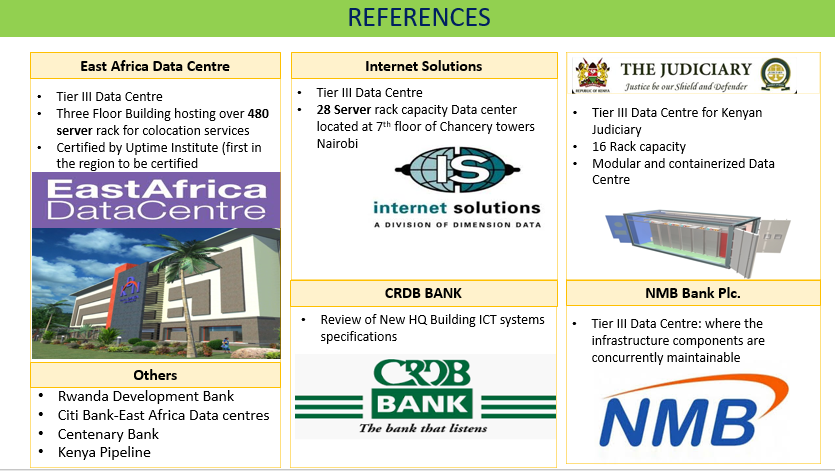 REFERENCES
East Africa Data Centre
• Tier III Data Centre
• Three Floor Building hosting over 480
server rack for colocation services
• Certified by Uptime Institute (first in
the region to be certified
EastAfrica
DataCentre
Others
• Rwanda Development Bank
• Citi Bank-East Africa Data centres
• Centenary Bank
• Kenya Pipeline
Internet Solutions
• Tier III Data Centre
• 28 Server rack capacity Data center
located at 7th floor of Chancery towers
Nairobi
IS
internet solutions
A DIVISION OF DIMENSION DATA
CRDB BANK
• Review of New HQ Building ICT systems
specifications
CRDB
BANK
The bank that listens
THE JUDICIARY
REPUBLIC OF KENYA
Justice be our Shield and Defender
• Tier III Data Centre for Kenyan
Judiciary
• 16 Rack capacity
• Modular and containerized Data
Centre
NMB Bank Plc.
• Tier III Data Centre: where the
infrastructure components are
concurrently maintainable
NMB